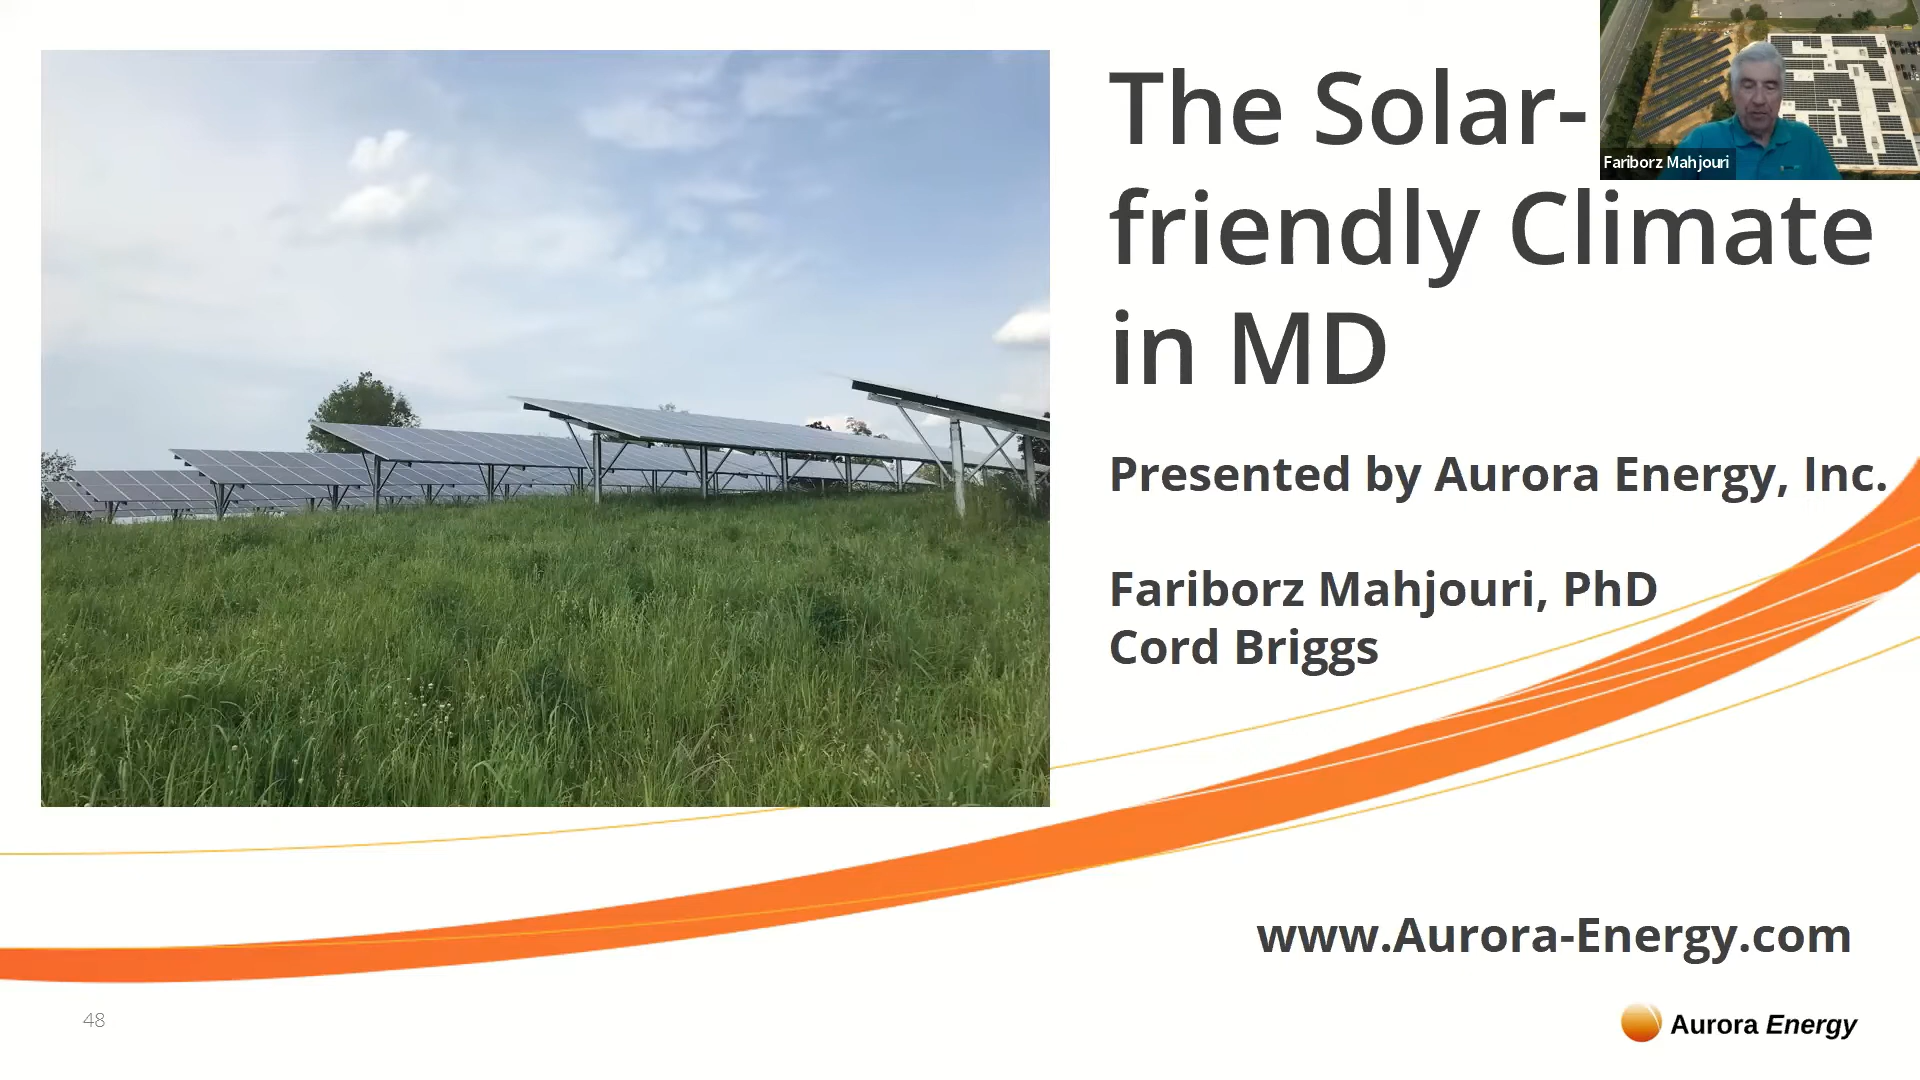 The Solar-
friendly Climate
in MD
Fariborz Mahjouri
Presented by Aurora Energy, Inc.
Fariborz Mahjouri, PhD
Cord Briggs
www.Aurora-Energy.com
48
Aurora Energy